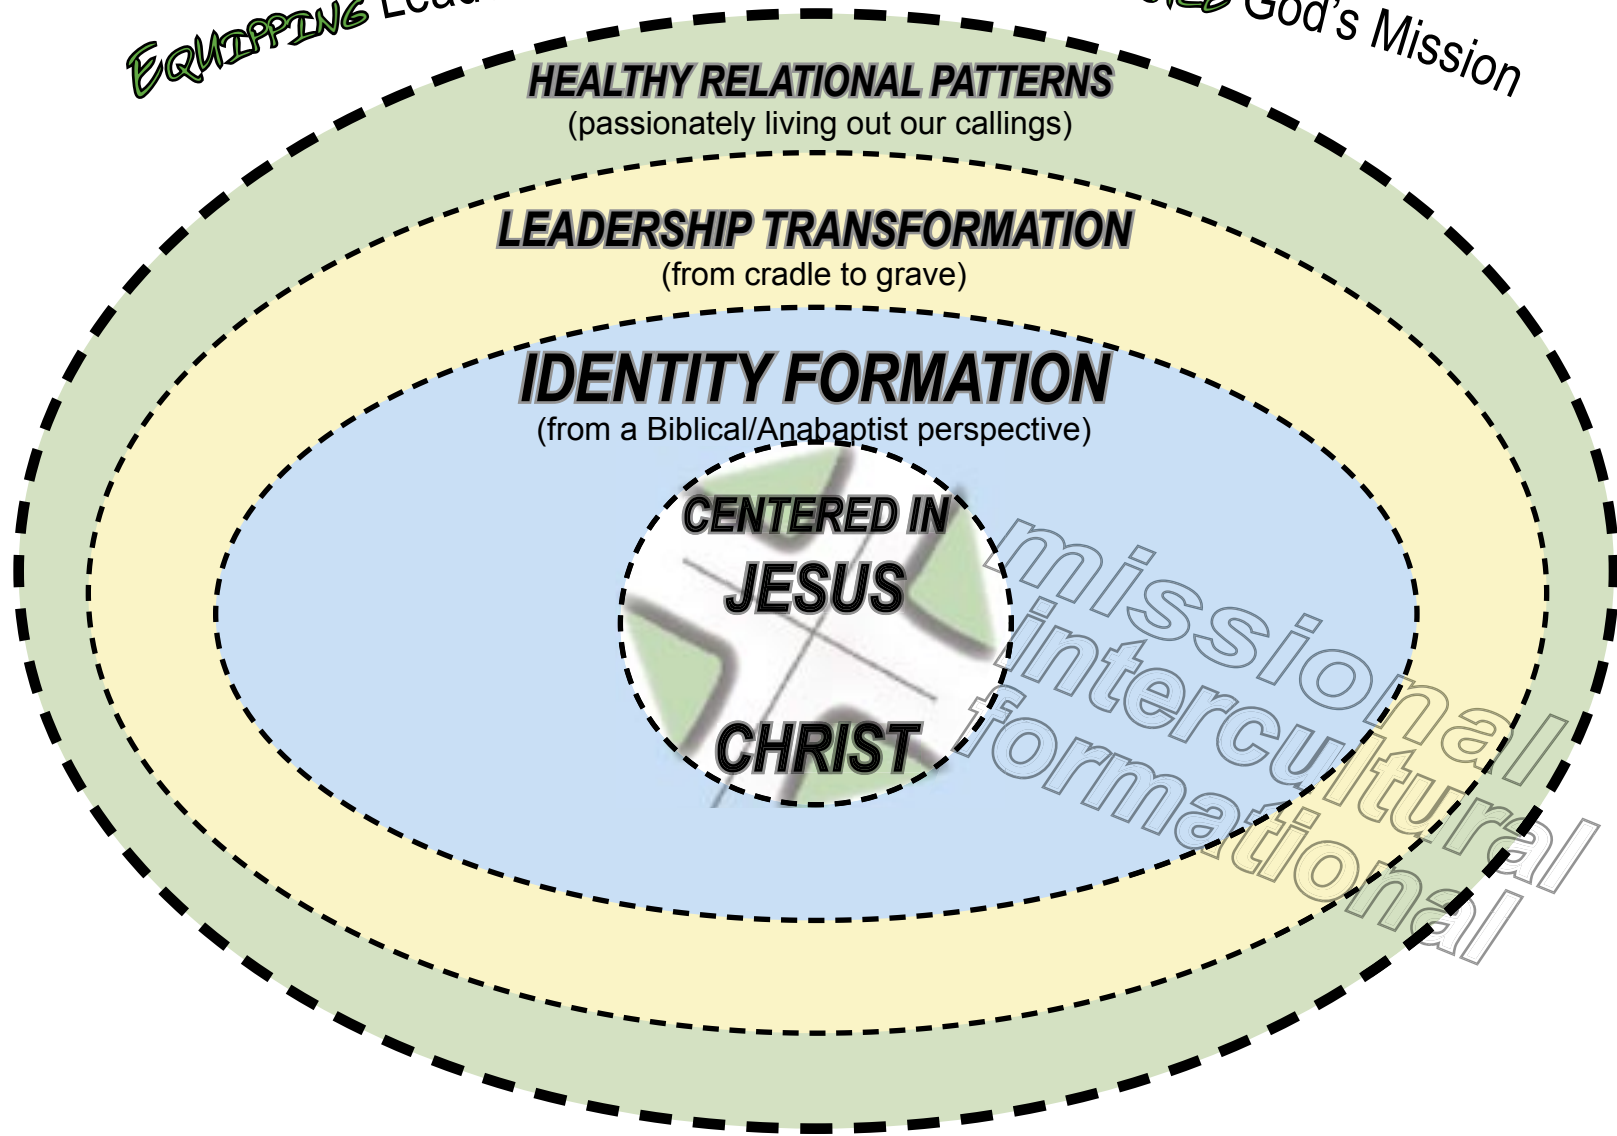 EQUIPPING
God's Mission
HEALTHY RELATIONAL PATTERNS
(passionately living out our callings)
LEADERSHIP TRANSFORMATION
(from cradle to grave)
IDENTITY FORMATION
(from a Biblical/Anabaptist perspective)
CENTERED IN
JESUS
CHRIST
missional
intercultural
formational